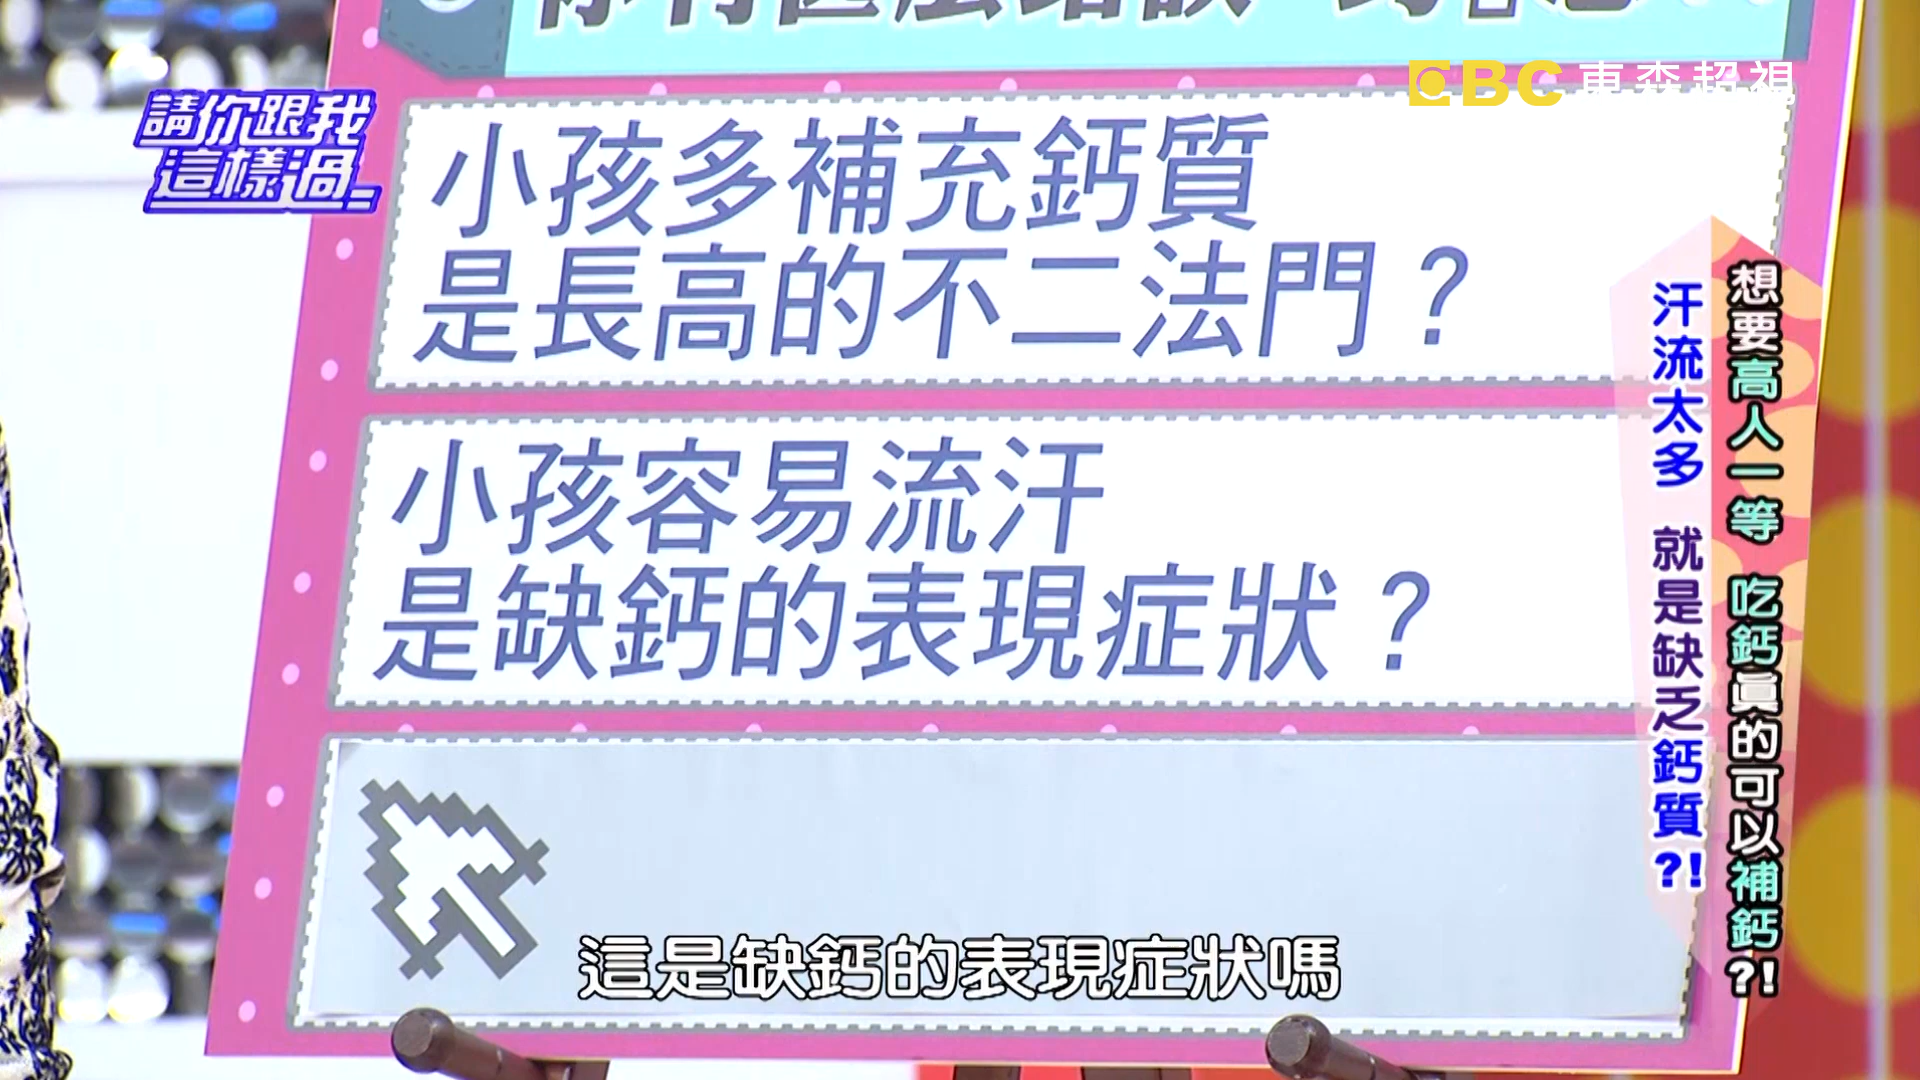 EBC 東森超視
請你跟我
這樣過
小孩多補充鈣質
是長高的不二法門？
小孩容易流汗
是缺鈣的表現症狀？
想要高人一等 吃鈣真的可以補鈣?!
汗流太多 就是缺乏鈣質?!
這是缺鈣的表現症狀嗎